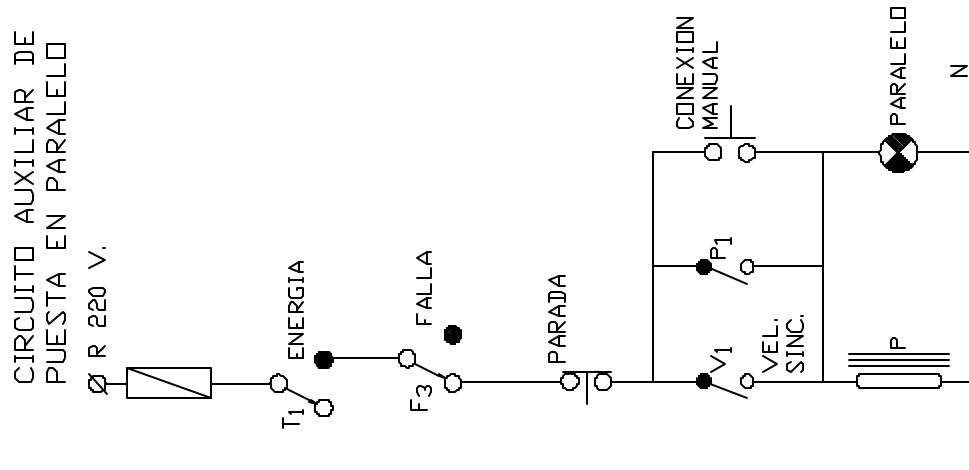 CIRCUITO AUXILIAR DE
PUESTA EN PARALELO
R 220 V.
T1
ENERGIA
F3
FALLA
PARADA
CONEXION
MANUAL
P1
V1
VEL.
SINC.
P
PARALELO
N